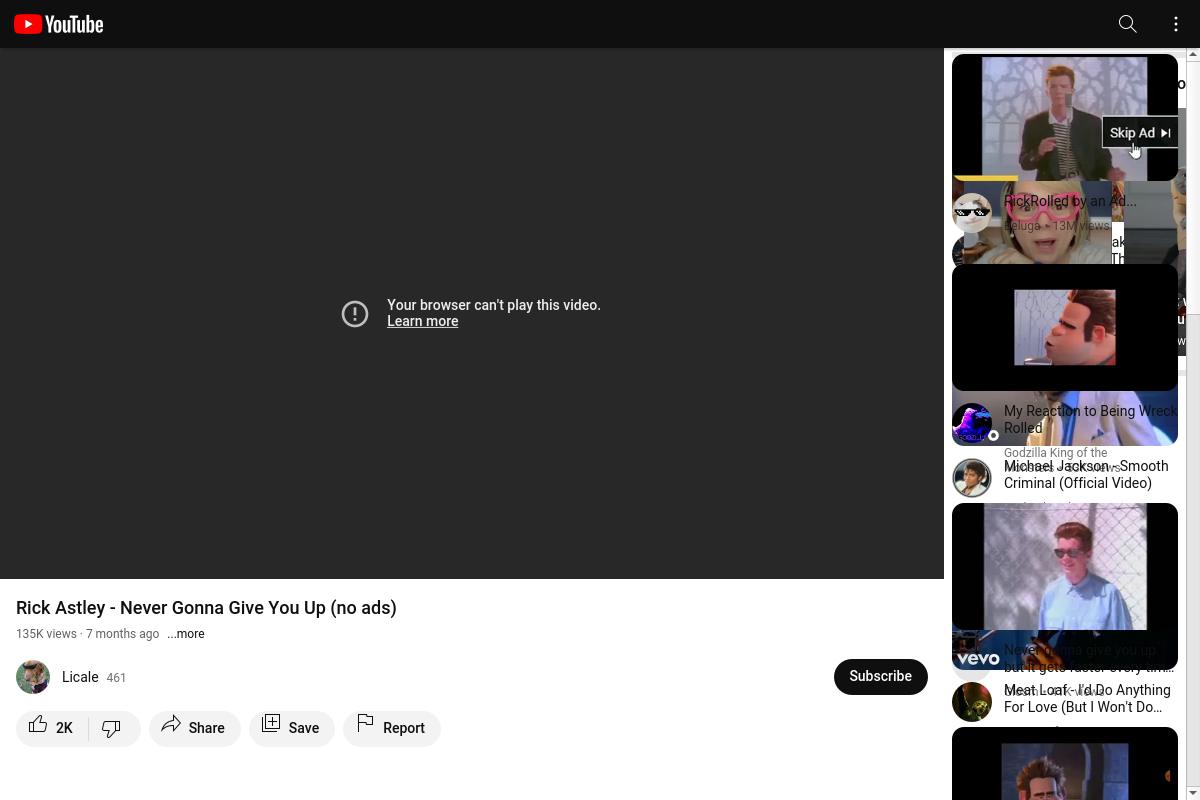 YouTube
Your browser can't play this video.
Learn more
Rick Astley - Never Gonna Give You Up (no ads)
135K views · 7 months ago ...more
Licale 461
Subscribe
2K
Share
Save
Report
Skip Ad
RickRolled by an Ad...
Beluga • 13M views
My Reaction to Being Wreck
Rolled
Godzilla King of the
Michael Jackson - Smooth
Criminal (Official Video)
vevo
Never gonna give you up
but it gets faster every tim...
Meat Loaf - I'd Do Anything
For Love (But I Won't Do...